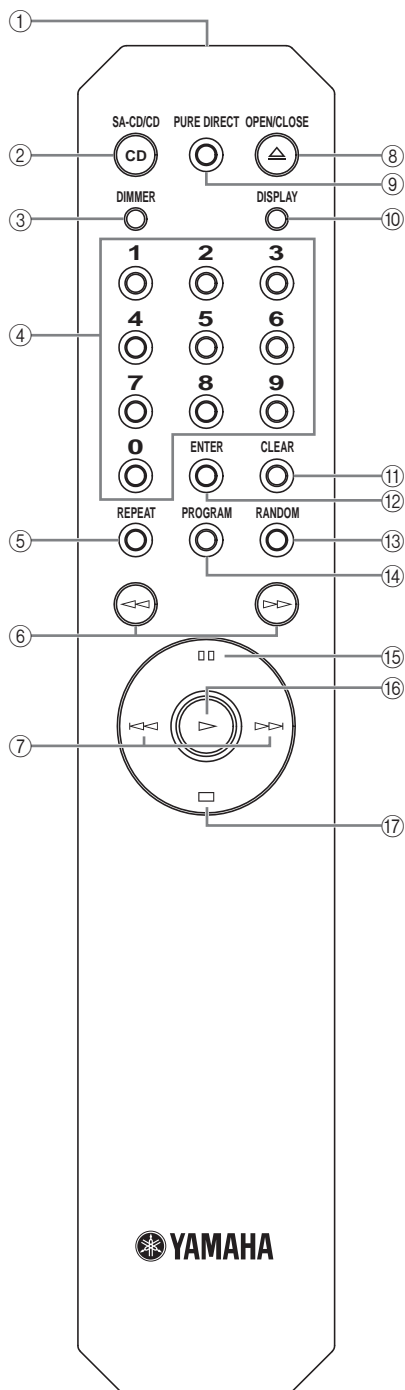 ①
SA-CD/CD PURE DIRECT OPEN/CLOSE
② CD ⑧
⑨
③ DIMMER DISPLAY ⑩
1 2 3
④
4 5 6
7 8 9
0 ENTER CLEAR
⑪
⑫
REPEAT PROGRAM RANDOM
⑤ ⑬
⑭
⑥
⑮
⑯
⑦
⑰
YAMAHA